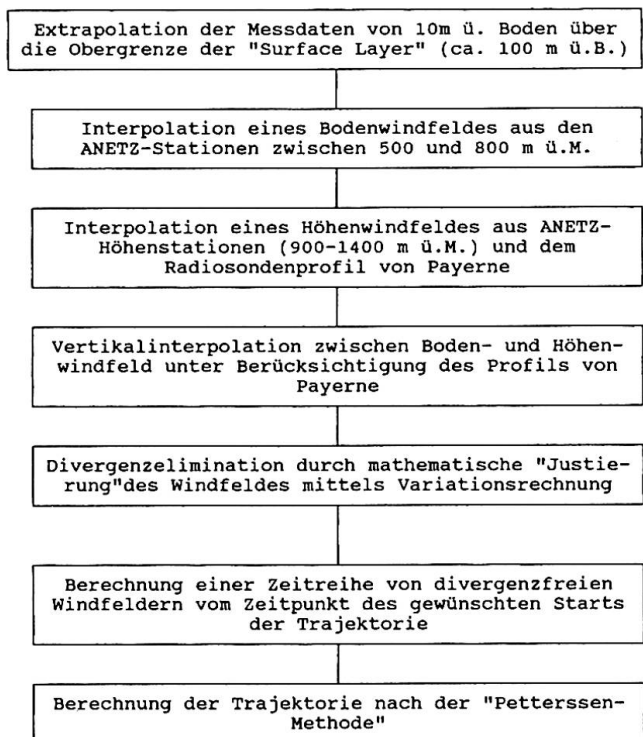 Extrapolation der Messdaten von 10m ü. Boden über
die Obergrenze der "Surface Layer" (ca. 100 m ü.B.)
Interpolation eines Bodenwindfeldes aus den
ANETZ-Stationen zwischen 500 und 800 m ü.M.
Interpolation eines Höhenwindfeldes aus ANETZ-
Höhenstationen (900-1400 m ü.M.) und dem
Radiosondenprofil von Payerne
Vertikalinterpolation zwischen Boden- und Höhen-
windfeld unter Berücksichtigung des Profils von
Payerne
Divergenzelimination durch mathematische "Justie-
rung"des Windfeldes mittels Variationsrechnung
Berechnung einer Zeitreihe von divergenzfreien
Windfeldern vom Zeitpunkt des gewünschten Starts
der Trajektorie
Berechnung der Trajektorie nach der "Petterssen-
Methode"